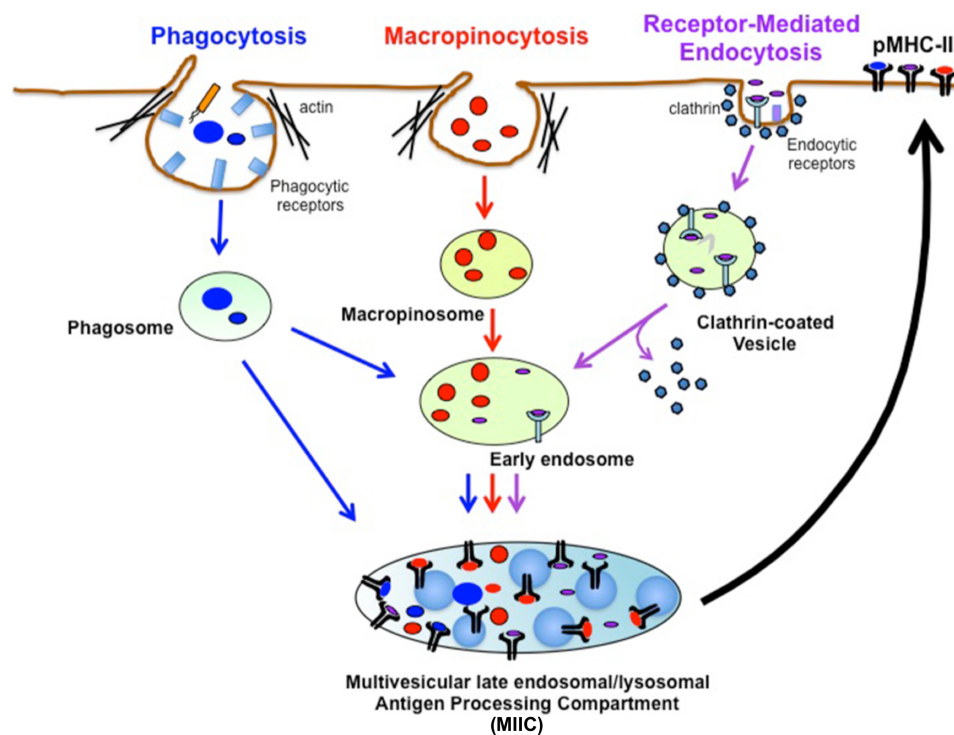 Phagocytosis
Macropinocytosis
Receptor-Mediated
Endocytosis
pMHC-II
actin
clathrin
Phagocytic
receptors
Endocytic
receptors
Phagosome
Macropinosome
Clathrin-coated
Vesicle
Early endosome
Multivesicular late endosomal/lysosomal
Antigen Processing Compartment
(MIIC)